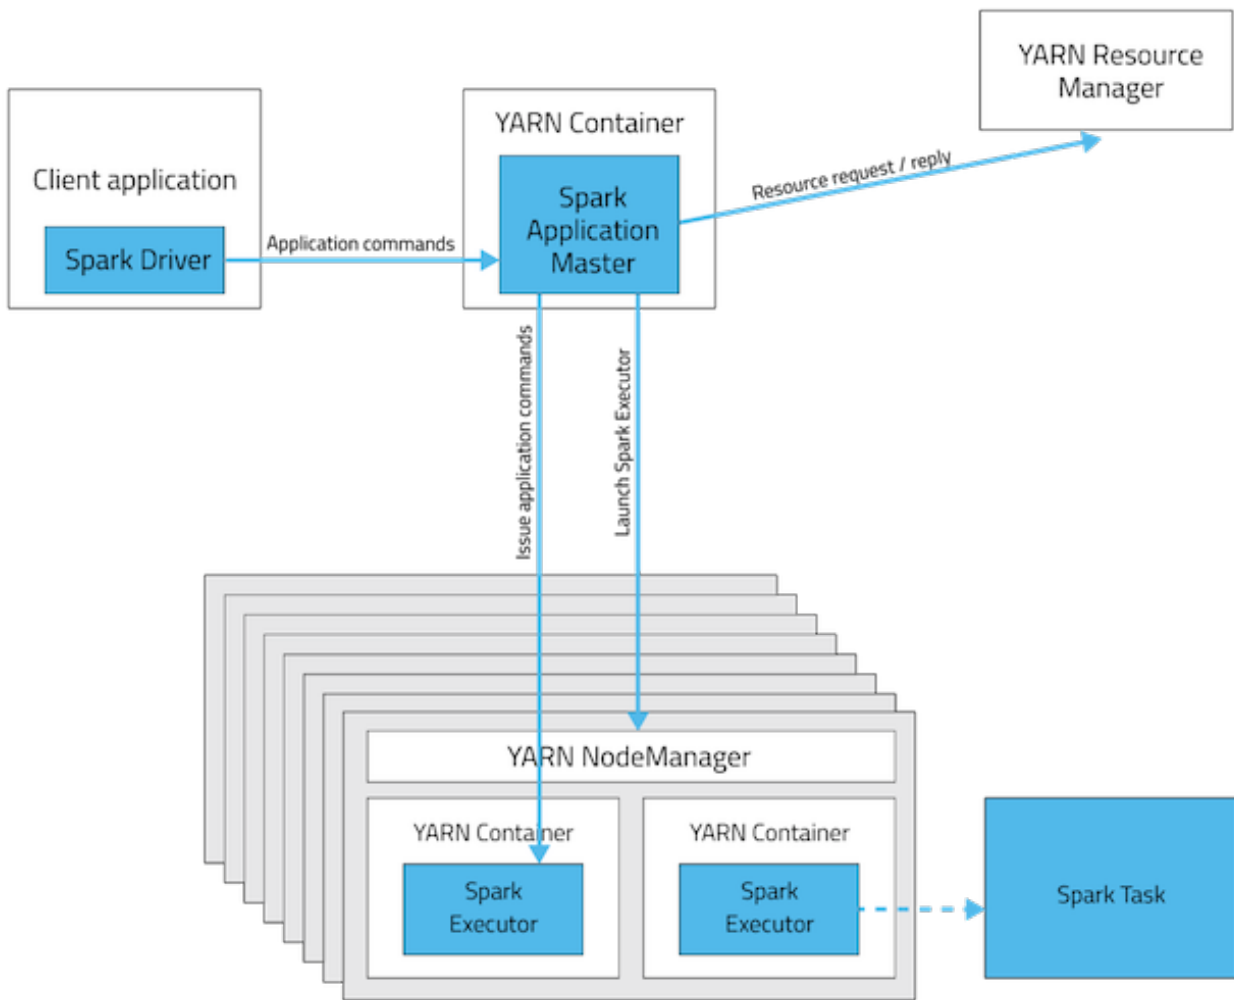 YARN Resource
Manager
YARN Container
Client application
Spark
Application
Master
Resource request / reply
Spark Driver
Application commands
Issue application commands
Launch Spark Executor
YARN NodeManager
YARN Container
YARN Container
Spark
Executor
Spark
Executor
Spark Task